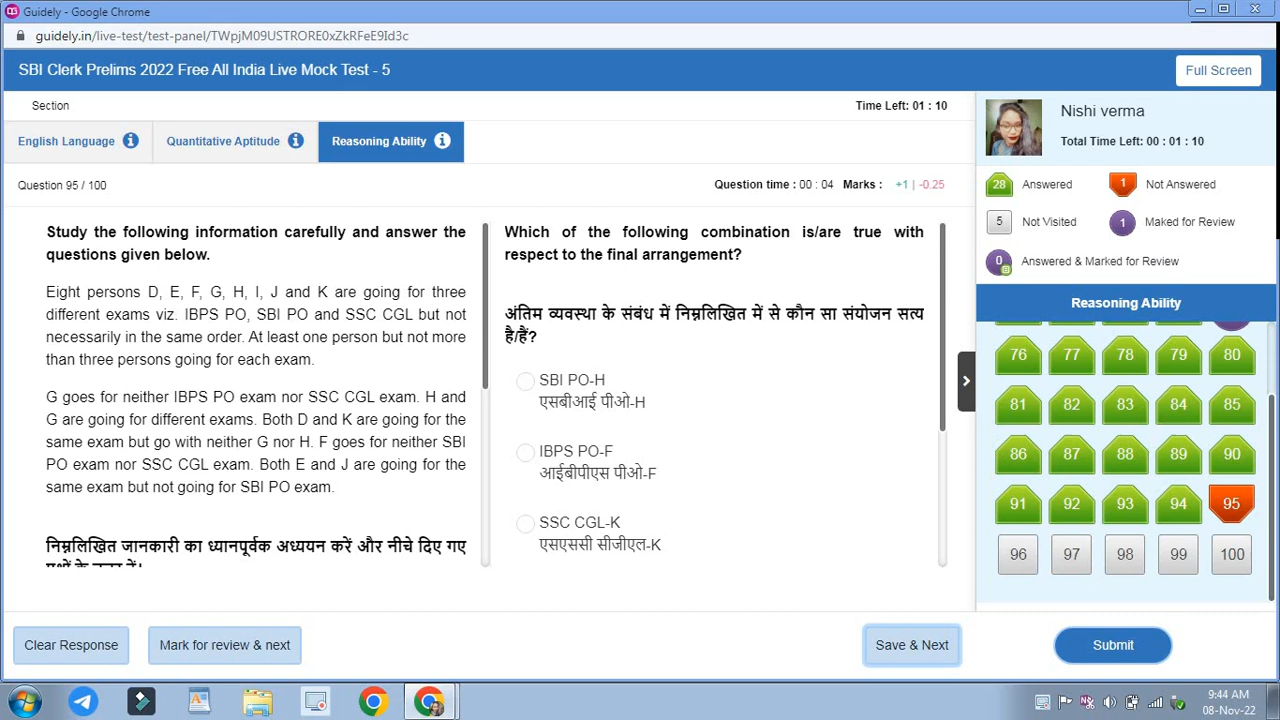 Guidely - Google Chrome
guidely.in/live-test/test-panel/TWpjM09USTRORE0xZkRFeE9Id3c
SBI Clerk Prelims 2022 Free All India Live Mock Test - 5
Full Screen
Section
Time Left: 01 : 10
English Language
Quantitative Aptitude
Reasoning Ability
Nishi verma
Total Time Left: 00 : 01 : 10
Question 95 / 100
Question time : 00 : 04 Marks : +1 | -0.25
28 Answered
1 Not Answered
5 Not Visited
1 Maked for Review
0 Answered & Marked for Review
Study the following information carefully and answer the
questions given below.
Eight persons D, E, F, G, H, I, J and K are going for three
different exams viz. IBPS PO, SBI PO and SSC CGL but not
necessarily in the same order. At least one person but not more
than three persons going for each exam.
G goes for neither IBPS PO exam nor SSC CGL exam. H and
G are going for different exams. Both D and K are going for the
same exam but go with neither G nor H. F goes for neither SBI
PO exam nor SSC CGL exam. Both E and J are going for the
same exam but not going for SBI PO exam.
निम्नलिखित जानकारी का ध्यानपूर्वक अध्ययन करें और नीचे दिए गए
Which of the following combination is/are true with
respect to the final arrangement?
अंतिम व्यवस्था के संबंध में निम्नलिखित में से कौन सा संयोजन सत्य
है/हैं?
SBI PO-H
एसबीआई पीओ-H
IBPS PO-F
आईबीपीएस पीओ-F
SSC CGL-K
एसएससी सीजीएल-K
Reasoning Ability
76 77 78 79 80
81 82 83 84 85
86 87 88 89 90
91 92 93 94 95
96 97 98 99 100
Clear Response
Mark for review & next
Save & Next
Submit
9:44 AM
08-Nov-22